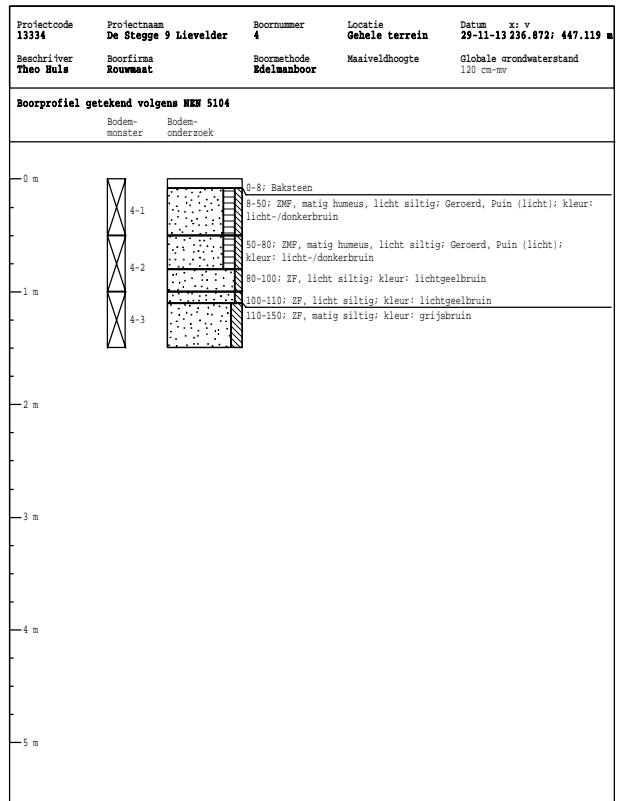 Projectcode Projectnaam Boornummer Locatie Datum x: y
13334 De Stegge 9 Lievelder 4 Gehele terrein 29-11-13 236.872; 447.119 m
Beschrijver Boorfirma Boormethode Maaiveldhoogte Globale grondwaterstand
Theo Huls Rouwmaat Edelmanboor 120 cm-mv
Boorprofiel getekend volgens NEN 5104
Bodem- Bodem-
monster onderzoek
0 m
0-8; Baksteen
4-1 8-50; ZMF, matig humeus, licht siltig; Geroerd, Puin (licht); kleur:
licht-/donkerbruin
50-80; ZMF, matig humeus, licht siltig; Geroerd, Puin (licht);
4-2 kleur: licht-/donkerbruin
80-100; ZF, licht siltig; kleur: lichtgeelbruin
1 m
100-110; ZF, licht siltig; kleur: lichtgeelbruin
4-3 110-150; ZF, matig siltig; kleur: grijsbruin
2 m
3 m
4 m
5 m